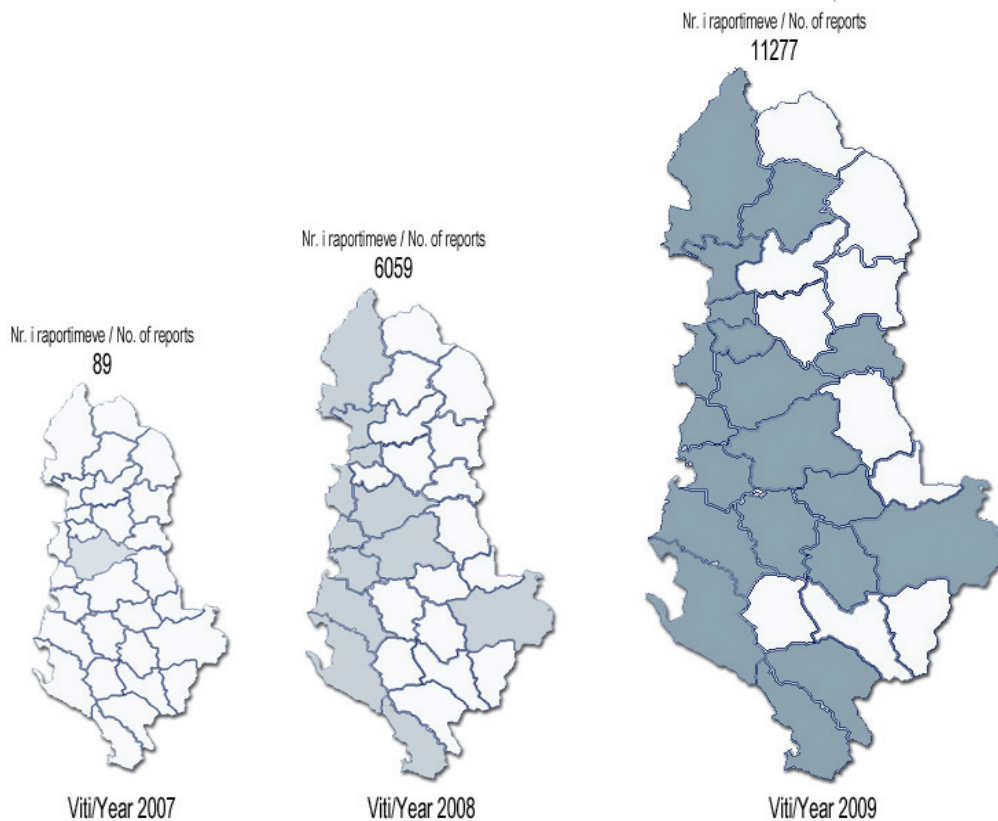 Nr. i raportimeve / No. of reports
89
Viti/Year 2007
Nr. i raportimeve / No. of reports
6059
Viti/Year 2008
Nr. i raportimeve / No. of reports
11277
Viti/Year 2009